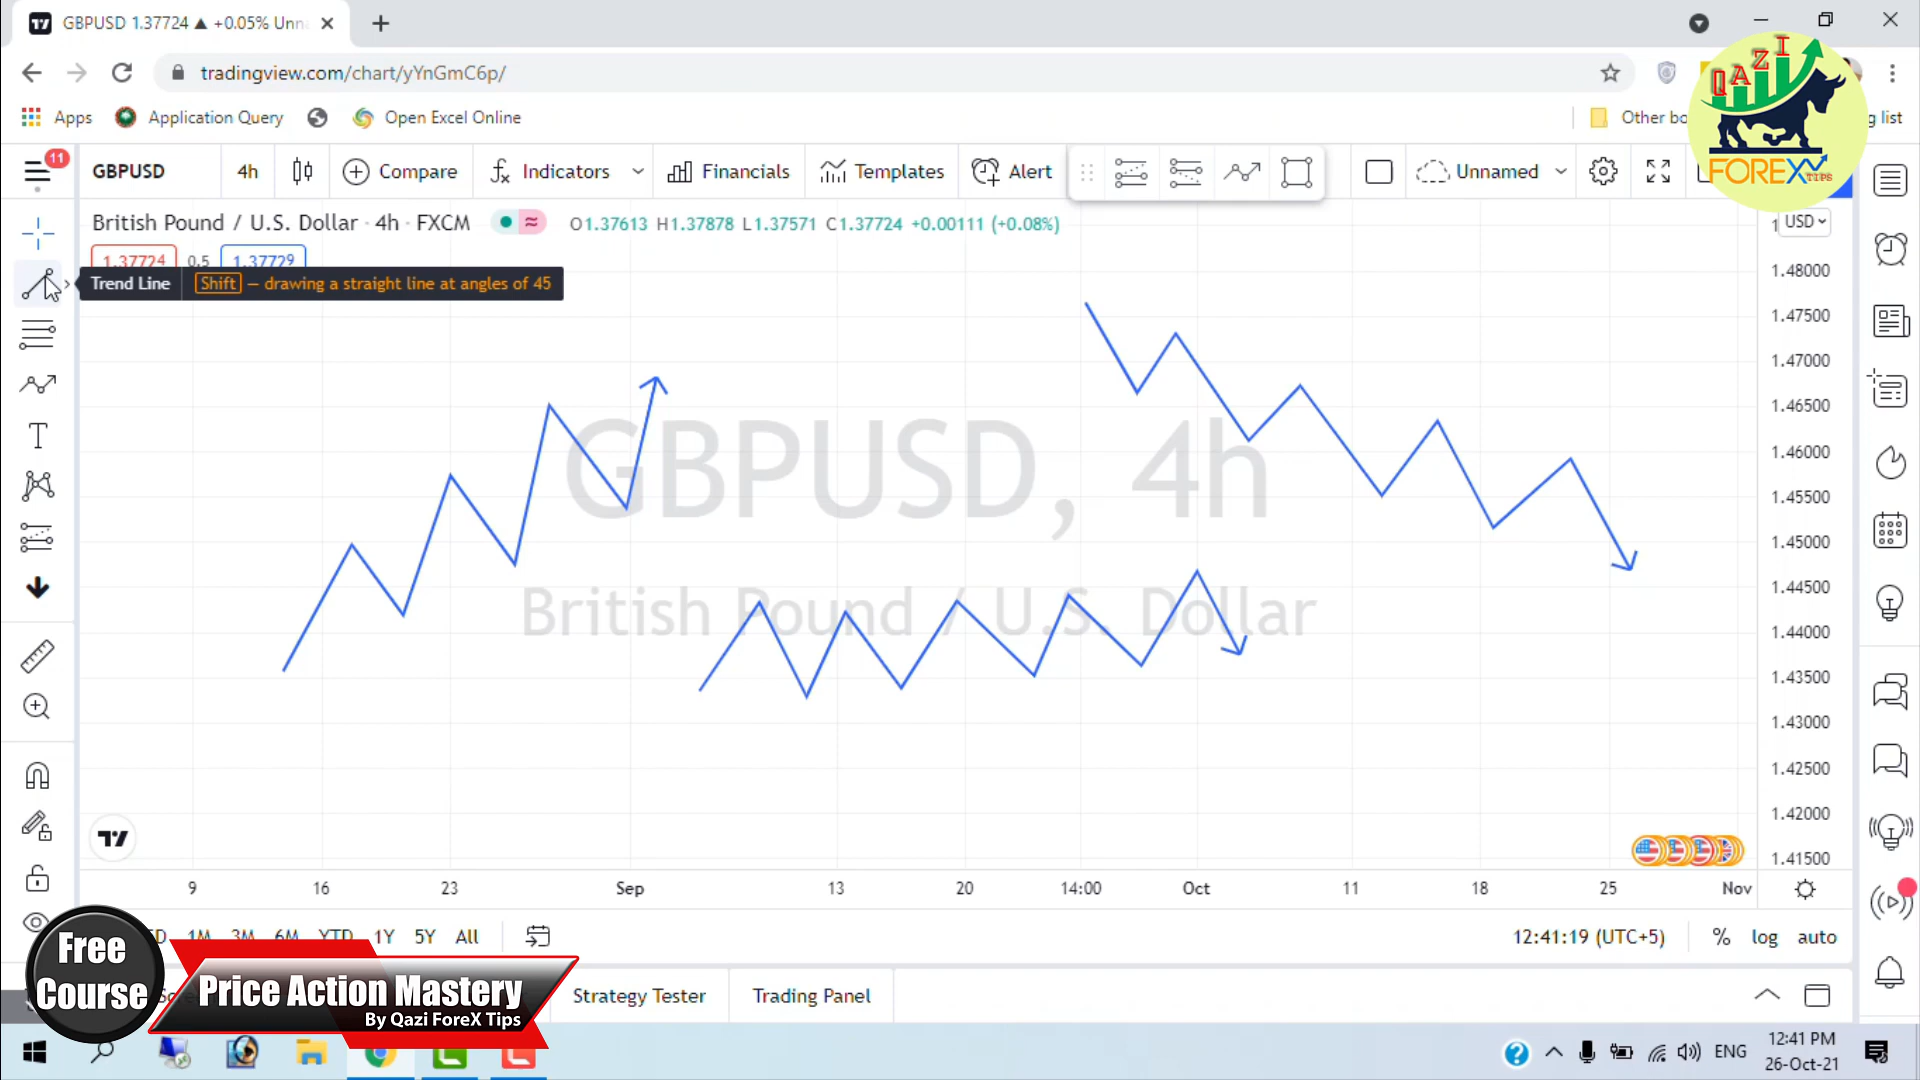 GBPUSD 1.37724 ▲ +0.05% Unn
tradingview.com/chart/yYnGmC6p/
Apps
Application Query
Open Excel Online
Other bo
g list
QAZI
FOREX
TIPS
11
GBPUSD
4h
Compare
Indicators
Financials
Templates
Alert
Unnamed
British Pound / U.S. Dollar · 4h · FXCM
O1.37613 H1.37878 L1.37571 C1.37724 +0.00111 (+0.08%)
USD
1.37724
0.5
1.37729
Trend Line
Shift — drawing a straight line at angles of 45
1.48000
1.47500
1.47000
1.46500
1.46000
1.45500
1.45000
1.44500
1.44000
1.43500
1.43000
1.42500
1.42000
1.41500
GBPUSD, 4h
British Pound / U.S. Dollar
9
16
23
Sep
13
20
14:00
Oct
11
18
25
Nov
1M
3M
6M
YTD
1Y
5Y
All
12:41:19 (UTC+5)
%
log
auto
Free
Course
Price Action Mastery
By Qazi ForeX Tips
Strategy Tester
Trading Panel
ENG
12:41 PM
26-Oct-21